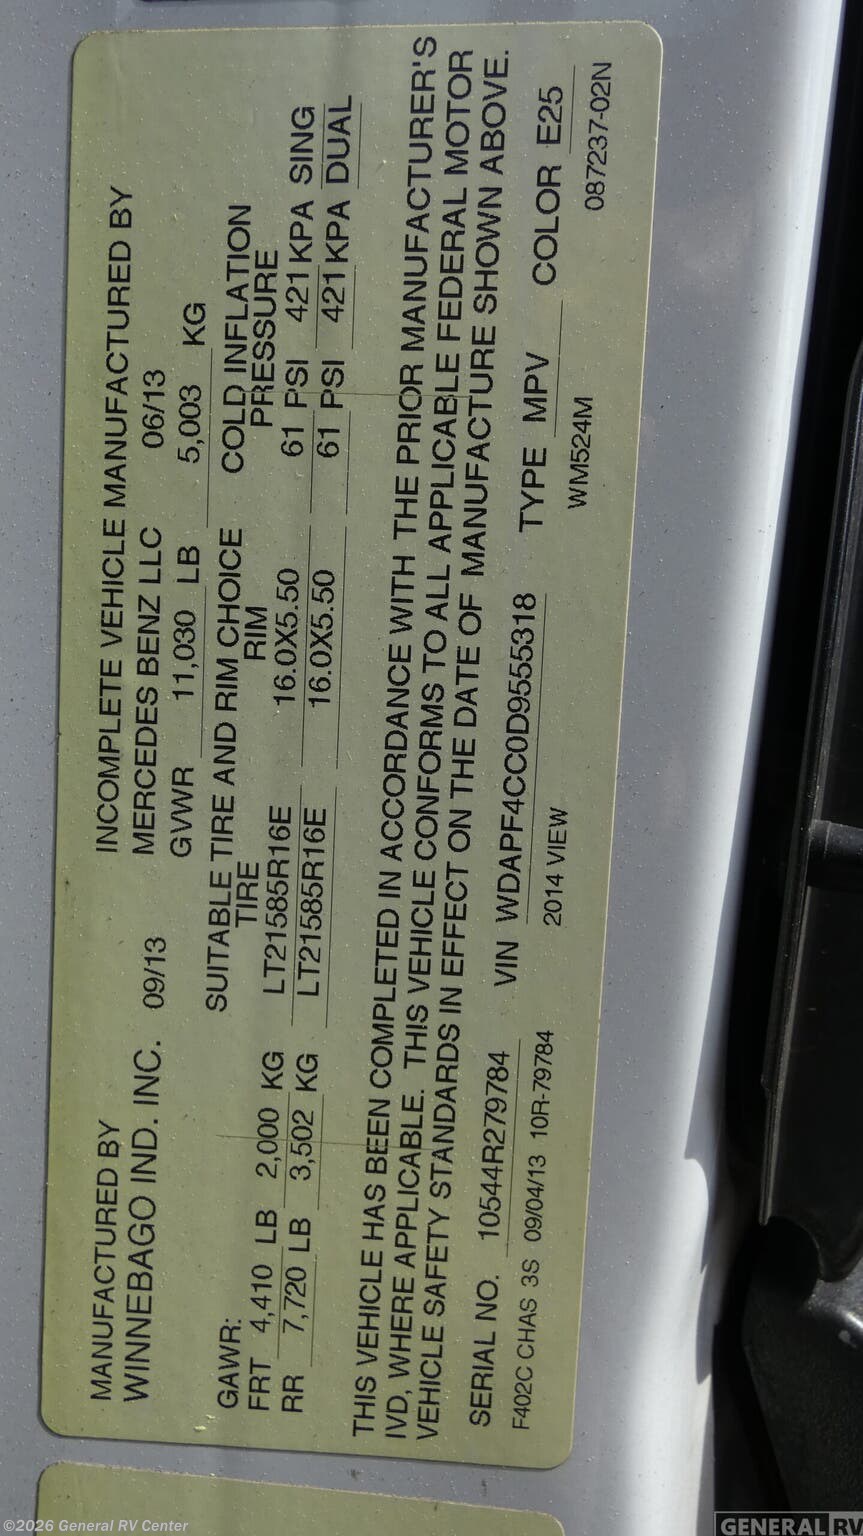 MANUFACTURED BY
WINNEBAGO IND. INC. 09/13
INCOMPLETE VEHICLE MANUFACTURED BY
MERCEDES BENZ LLC 06/13
GVWR 11,030 LB 5,003 KG
GAWR: SUITABLE TIRE AND RIM CHOICE COLD INFLATION
TIRE RIM PRESSURE
FRT 4,410 LB 2,000 KG LT21585R16E 16.0X5.50 61 PSI 421KPA SING
RR 7,720 LB 3,502 KG LT21585R16E 16.0X5.50 61 PSI 421KPA DUAL
THIS VEHICLE HAS BEEN COMPLETED IN ACCORDANCE WITH THE PRIOR MANUFACTURER'S
IVD, WHERE APPLICABLE. THIS VEHICLE CONFORMS TO ALL APPLICABLE FEDERAL MOTOR
VEHICLE SAFETY STANDARDS IN EFFECT ON THE DATE OF MANUFACTURE SHOWN ABOVE.
SERIAL NO. 10544R279784 VIN WDAPF4CC0D9555318 TYPE MPV COLOR E25
F402C CHAS 3S 09/04/13 10R-79784 2014 VIEW WM524M 087237-02N
©2026 General RV Center
GENERAL RV